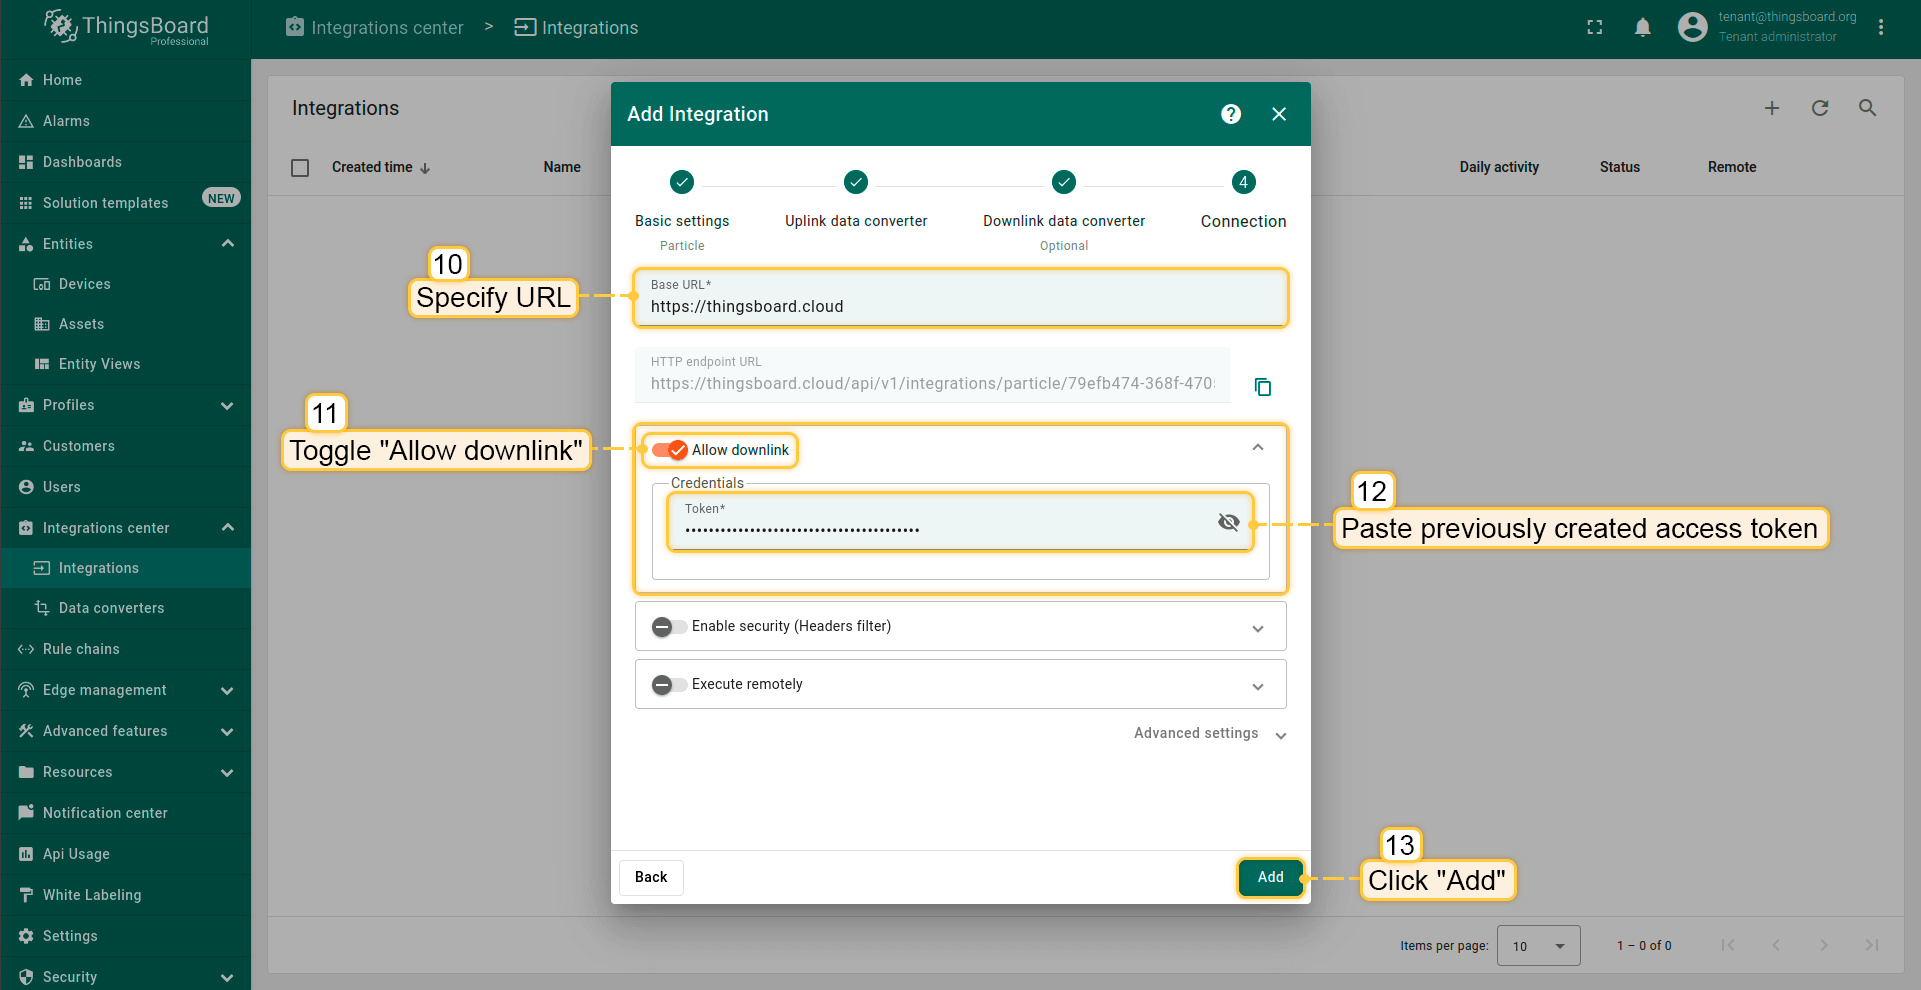 ThingsBoard
Professional
Integrations center > Integrations
tenant@thingsboard.org
Tenant administrator
Home
Alarms
Dashboards
Solution templates NEW
Entities
Devices
Assets
Entity Views
Profiles
Customers
Users
Integrations center
Integrations
Data converters
Rule chains
Edge management
Advanced features
Resources
Notification center
Api Usage
White Labeling
Settings
Security
Integrations
Created time Name Daily activity Status Remote
Add Integration ?
4
Basic settings Uplink data converter Downlink data converter Connection
Particle Optional
10
Specify URL
Base URL*
https://thingsboard.cloud
HTTP endpoint URL
https://thingsboard.cloud/api/v1/integrations/particle/79efb474-368f-470
11
Toggle "Allow downlink"
Allow downlink
Credentials
Token*
12
Paste previously created access token
Enable security (Headers filter)
Execute remotely
Advanced settings
13
Click "Add"
Back Add
Items per page: 10 1 – 0 of 0